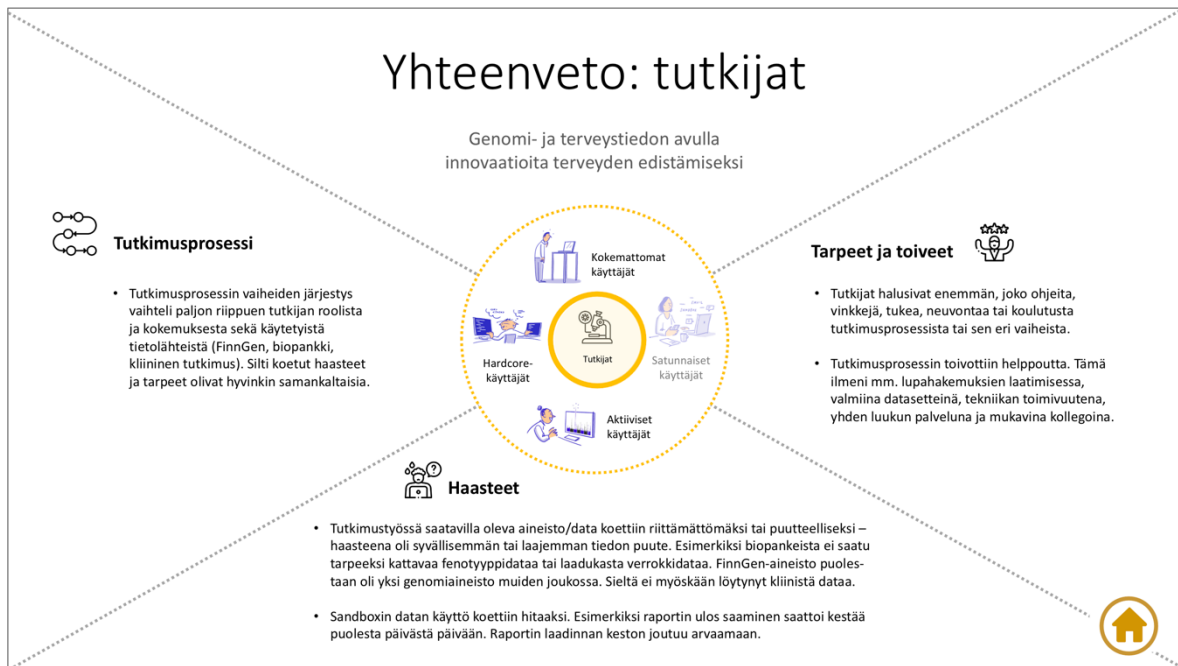 Yhteenveto: tutkijat
Genomi- ja terveystiedon avulla
innovaatioita terveyden edistämiseksi
Tutkimusprosessi
• Tutkimusprosessin vaiheiden järjestys
vaihteli paljon riippuen tutkijan roolista
ja kokemuksesta sekä käytetyistä
tietolähteistä (FinnGen, biopankki,
kliininen tutkimus). Silti koetut haasteet
ja tarpeet olivat hyvinkin samankaltaisia.
Kokemattomat
käyttäjät
Hardcore-
käyttäjät
Tutkijat
Satunnaiset
käyttäjät
Aktiiviset
käyttäjät
Tarpeet ja toiveet
• Tutkijat halusivat enemmän, joko ohjeita,
vinkkejä, tukea, neuvontaa tai koulutusta
tutkimusprosessista tai sen eri vaiheista.
• Tutkimusprosessin toivottiin helppoutta. Tämä
ilmeni mm. lupahakemuksien laatimisessa,
valmiina datasetteinä, tekniikan toimivuutena,
yhden luukun palveluna ja mukavina kollegoina.
Haasteet
• Tutkimustyössä saatavilla oleva aineisto/data koettiin riittämättömäksi tai puutteelliseksi –
haasteena oli syvällisemmän tai laajemman tiedon puute. Esimerkiksi biopankeista ei saatu
tarpeeksi kattavaa fenotyyppidataa tai laadukasta verrokkidataa. FinnGen-aineisto puoles-
taan oli yksi genomiaineisto muiden joukossa. Sieltä ei myöskään löytynyt kliinistä dataa.
• Sandboxin datan käyttö koettiin hitaaksi. Esimerkiksi raportin ulos saaminen saattoi kestää
puolesta päivästä päivään. Raportin laadinnan keston joutuu arvaamaan.